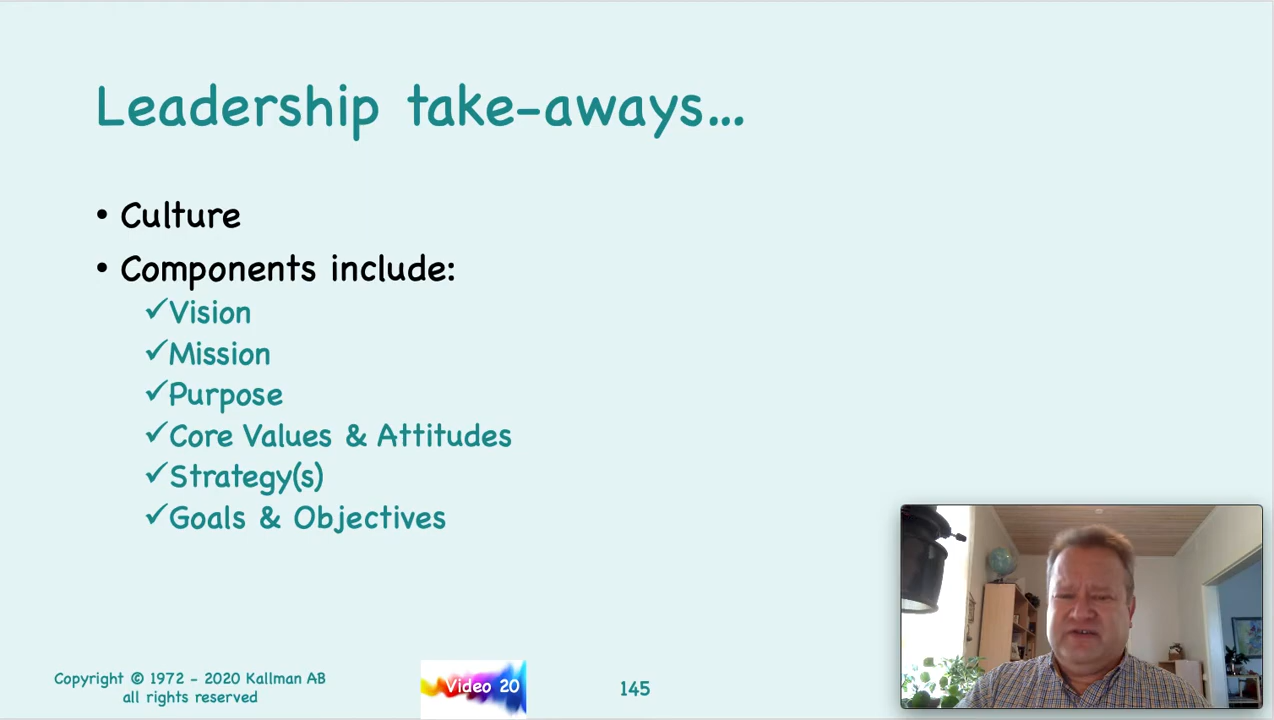 Leadership take-aways...
• Culture
• Components include:
✓Vision
✓Mission
✓Purpose
✓Core Values & Attitudes
✓Strategy(s)
✓Goals & Objectives
Copyright © 1972 - 2020 Kallman AB
all rights reserved
Video 20
145